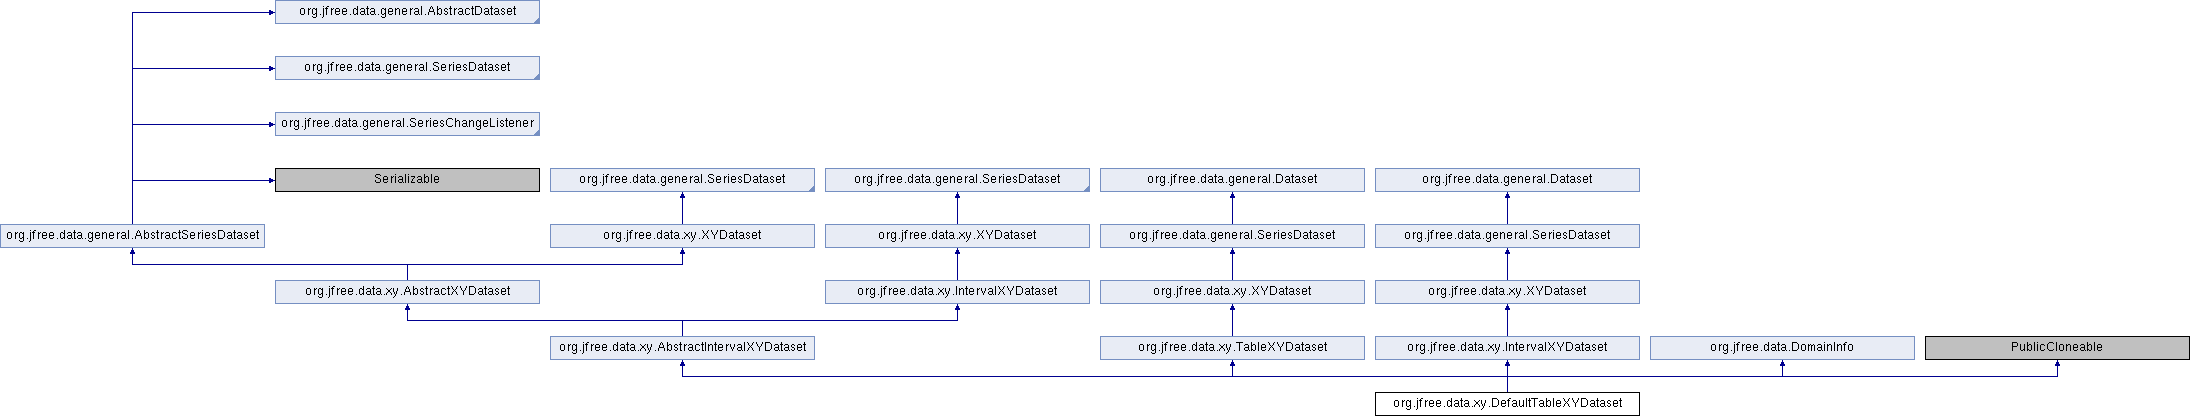 org.jfree.data.general.AbstractDataset
org.jfree.data.general.SeriesDataset
org.jfree.data.general.SeriesChangeListener
Serializable
org.jfree.data.general.SeriesDataset
org.jfree.data.general.SeriesDataset
org.jfree.data.general.Dataset
org.jfree.data.general.Dataset
org.jfree.data.general.AbstractSeriesDataset
org.jfree.data.xy.XYDataset
org.jfree.data.xy.XYDataset
org.jfree.data.general.SeriesDataset
org.jfree.data.general.SeriesDataset
org.jfree.data.xy.AbstractXYDataset
org.jfree.data.xy.IntervalXYDataset
org.jfree.data.xy.XYDataset
org.jfree.data.xy.XYDataset
org.jfree.data.xy.AbstractIntervalXYDataset
org.jfree.data.xy.TableXYDataset
org.jfree.data.xy.IntervalXYDataset
org.jfree.data.DomainInfo
PublicCloneable
org.jfree.data.xy.DefaultTableXYDataset